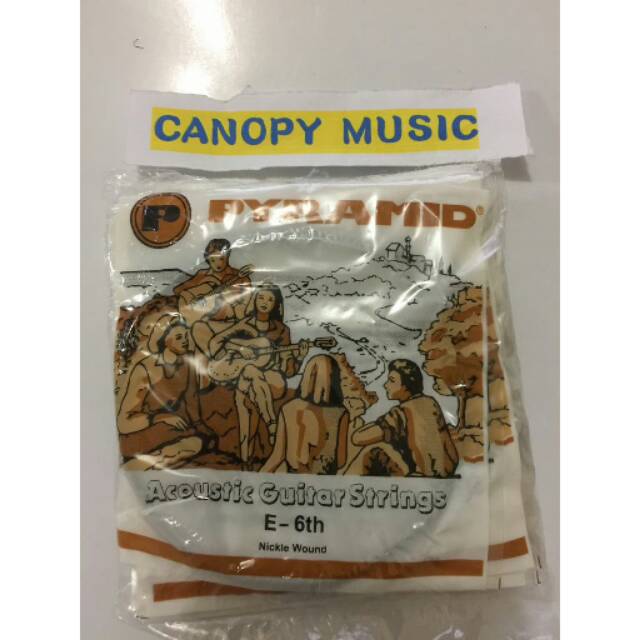 CANOPY MUSIC
P PYRAMID®
Acoustic Guitar Strings
E-6th
Nickle Wound